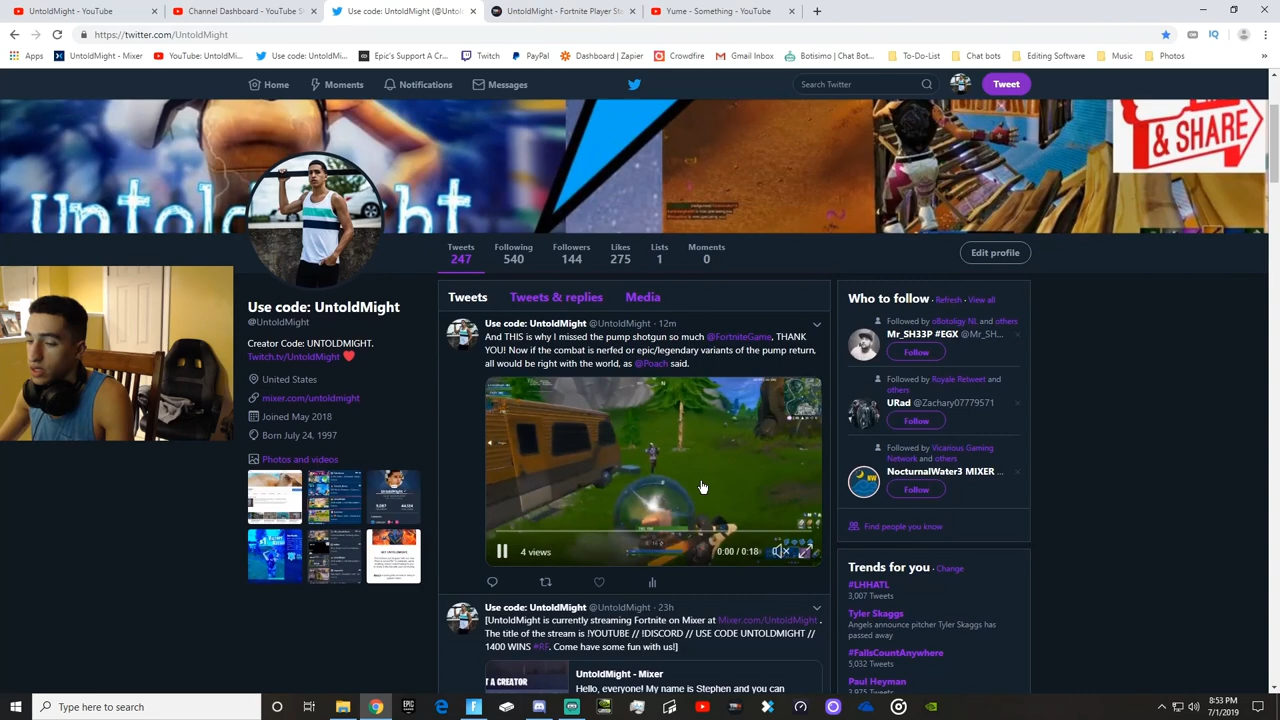 UntoldMight - YouTube
Channel Dashboard - YouTube S
Use code: UntoldMight (@Untol
UntoldMight - Fortnite Player St
Yume - Something - YouTube
https://twitter.com/UntoldMight
Apps
UntoldMight - Mixer
YouTube: UntoldMi...
Use code: UntoldMi...
Epic's Support A Cr...
Twitch
PayPal
Dashboard | Zapier
Crowdfire
Gmail Inbox
Botisimo | Chat Bot...
To-Do-List
Chat bots
Editing Software
Music
Photos
Home
Moments
Notifications
Messages
Search Twitter
Tweet
& SHARE
Tweets
247
Following
540
Followers
144
Likes
275
Lists
1
Moments
0
Edit profile
Use code: UntoldMight
@UntoldMight
Creator Code: UNTOLDMIGHT.
Twitch.tv/UntoldMight
United States
mixer.com/untoldmight
Joined May 2018
Born July 24, 1997
Photos and videos
Tweets
Tweets & replies
Media
Use code: UntoldMight @UntoldMight · 12m
And THIS is why I missed the pump shotgun so much @FortniteGame, THANK
YOU! Now if the combat is nerfed or epic/legendary variants of the pump return,
all would be right with the world, as @Poach said.
4 views
Use code: UntoldMight @UntoldMight · 23h
[UntoldMight is currently streaming Fortnite on Mixer at Mixer.com/UntoldMight .
The title of the stream is !YOUTUBE // !DISCORD // USE CODE UNTOLDMIGHT //
1400 WINS #RF. Come have some fun with us!]
T A CREATOR
UntoldMight - Mixer
Hello, everyone! My name is Stephen and you can
Who to follow · Refresh · View all
Followed by ollotoligy NL and others
Mr_SH33P #EGX @Mr_SH...
Follow
Followed by Royale Retweet and
others
URad @Zachary07779571
Follow
Followed by Vicarious Gaming
Network and others
NocturnalWater3 MIXER ...
Follow
Find people you know
Trends for you · Change
#LHHATL
3,007 Tweets
Tyler Skaggs
Angels announce pitcher Tyler Skaggs has
passed away
#FallsCountAnywhere
5,032 Tweets
Paul Heyman
3,975 Tweets
Type here to search
8:53 PM
7/1/2019